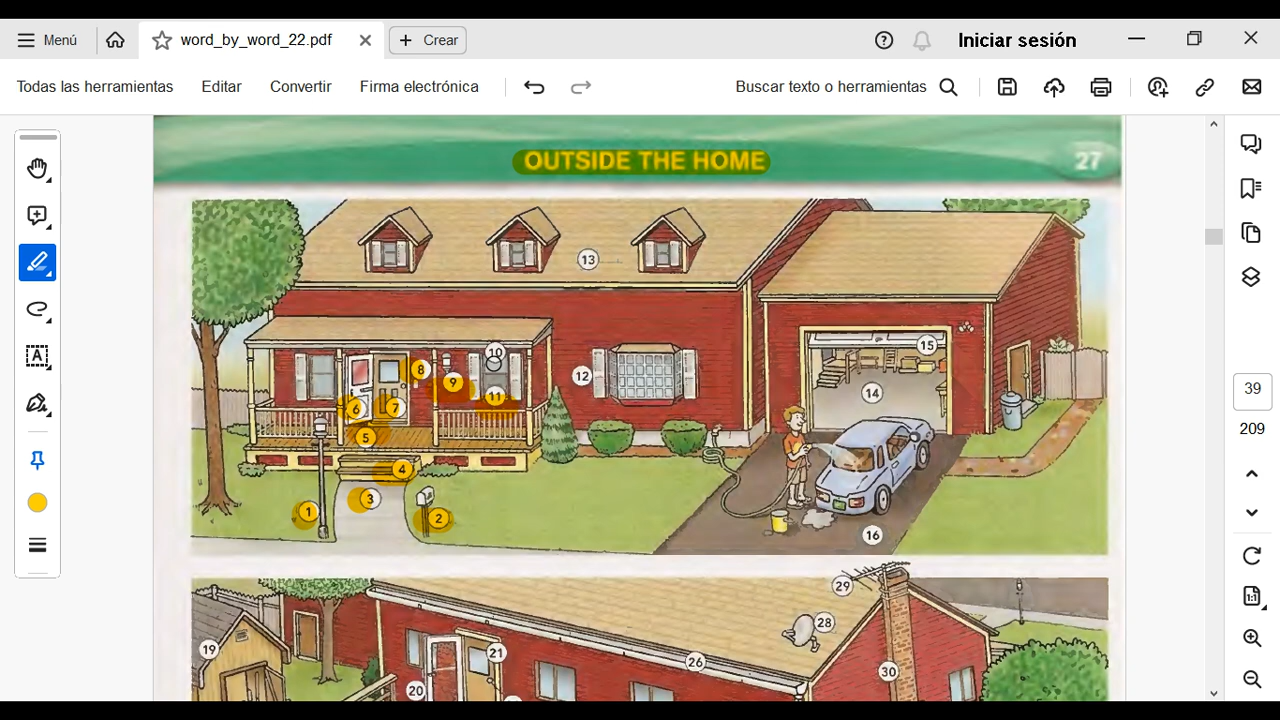 Menú
word_by_word_22.pdf
Crear
Iniciar sesión
Todas las herramientas
Editar
Convertir
Firma electrónica
Buscar texto o herramientas
OUTSIDE THE HOME
27
13
10
15
8
12
9
14
11
6
7
5
4
3
1
2
16
39
209
29
28
19
21
26
30
20
1:1
A